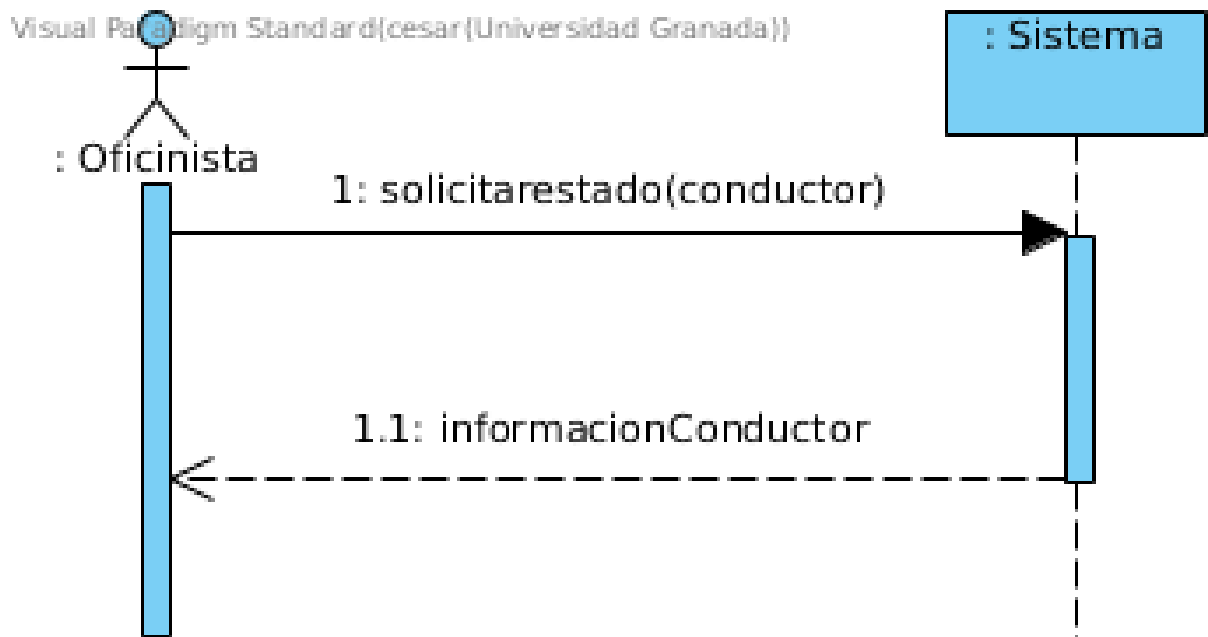 Visual Paradigm Standard(cesar(Universidad Granada))
: Sistema
: Oficinista
1: solicitarestado(conductor)
1.1: informacionConductor